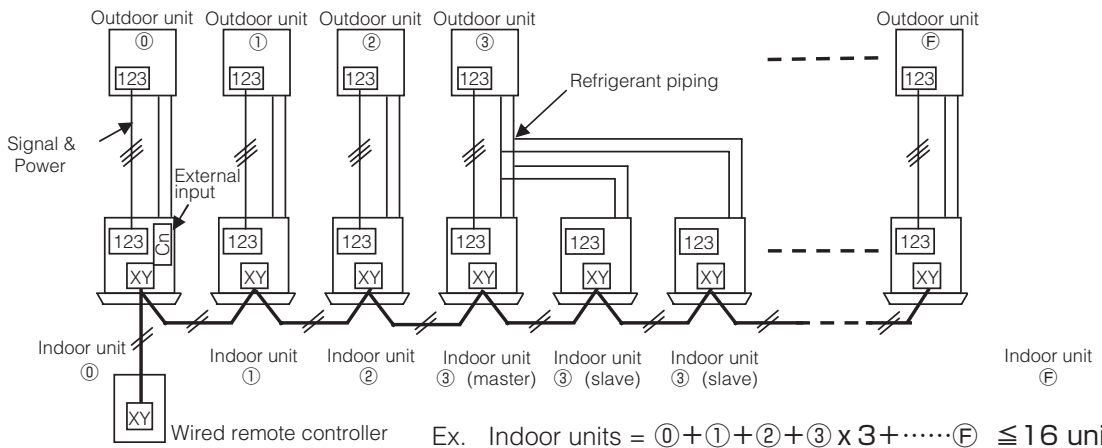 Outdoor unit Outdoor unit Outdoor unit Outdoor unit Outdoor unit
⓪ ① ② ③ Ⓕ
123 123 123 123 123
Refrigerant piping
Signal &
Power
External
input
123 Cn 123 123 123 123 123 123
XY XY XY XY XY XY XY
Indoor unit Indoor unit Indoor unit Indoor unit Indoor unit Indoor unit Indoor unit
⓪ ① ② ③ (master) ③ (slave) ③ (slave) Ⓕ
XY
Wired remote controller
Ex. Indoor units = ⓪+①+②+③ x 3+……Ⓕ ≦16 uni